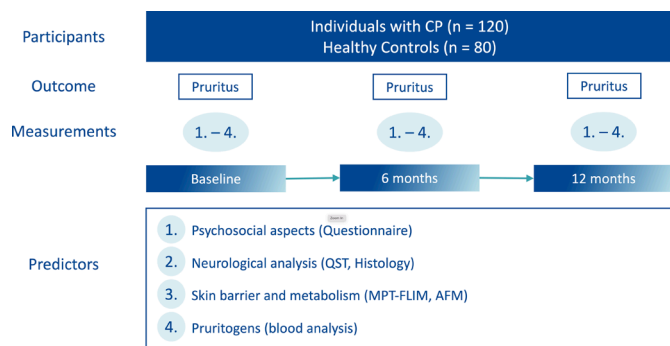 Participants
Individuals with CP (n = 120)
Healthy Controls (n = 80)
Outcome
Pruritus
Pruritus
Pruritus
Measurements
1. – 4.
1. – 4.
1. – 4.
Baseline
6 months
12 months
Predictors
1. Psychosocial aspects (Questionnaire)
2. Neurological analysis (QST, Histology)
3. Skin barrier and metabolism (MPT-FLIM, AFM)
4. Pruritogens (blood analysis)